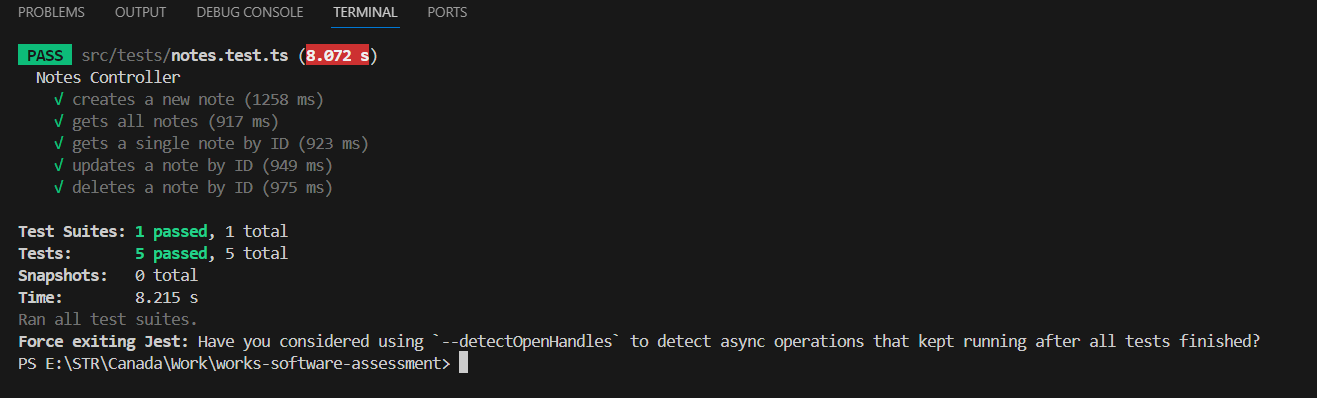 PROBLEMS OUTPUT DEBUG CONSOLE TERMINAL PORTS
PASS src/tests/notes.test.ts (8.072 s)
Notes Controller
√ creates a new note (1258 ms)
√ gets all notes (917 ms)
√ gets a single note by ID (923 ms)
√ updates a note by ID (949 ms)
√ deletes a note by ID (975 ms)
Test Suites: 1 passed, 1 total
Tests: 5 passed, 5 total
Snapshots: 0 total
Time: 8.215 s
Ran all test suites.
Force exiting Jest: Have you considered using `--detectOpenHandles` to detect async operations that kept running after all tests finished?
PS E:\STR\Canada\Work\works-software-assessment>